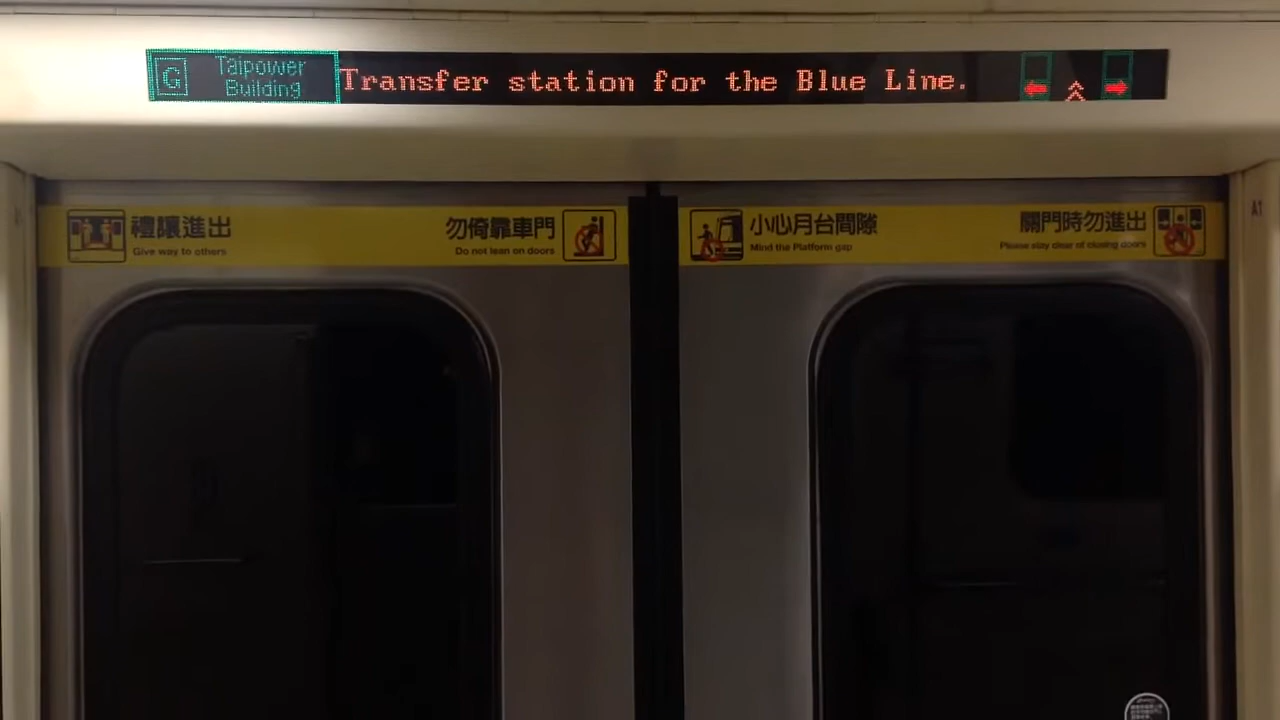 G
Taipower
Building
Transfer station for the Blue Line.
禮讓進出
Give way to others
勿倚靠車門
Do not lean on doors
小心月台間隙
Mind the Platform gap
關門時勿進出
Please stay clear of closing doors
A1